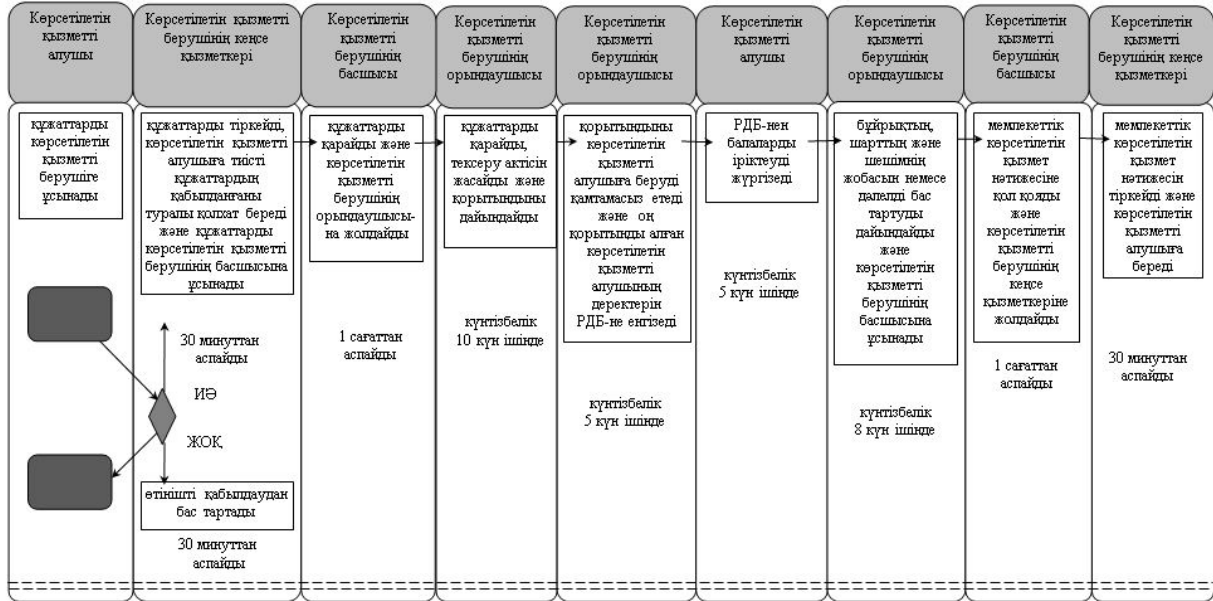 Көрсетілетін
қызметті
алушы
Көрсетілетін қызметті
берушінің кеңсе
қызметкері
Көрсетілетін
қызметті
берушінің
басшысы
Көрсетілетін
қызметті
берушінің
орындаушысы
Көрсетілетін
қызметті
берушінің
орындаушысы
Көрсетілетін
қызметті
алушы
Көрсетілетін
қызметті
берушінің
орындаушысы
Көрсетілетін
қызметті
берушінің
басшысы
Көрсетілетін
қызметті
берушінің кеңсе
қызметкері
құжаттарды
көрсетілетін
қызметті
берушіге
ұсынады
құжаттарды тіркейді,
көрсетілетін қызметті
алушыға тиісті
құжаттардың
қабылданғаны
туралы қолхат береді
және құжаттарды
көрсетілетін қызметті
берушінің басшысына
ұсынады
30 минуттан
аспайды
ИӘ
ЖОҚ
өтінішті қабылдаудан
бас тартады
30 минуттан
аспайды
құжаттарды
қарайды және
көрсетілетін
қызметті
берушінің
орындаушысы-
на жолдайды
1 сағаттан
аспайды
құжаттарды
қарайды,
тексеру актісін
жасайды және
қорытындыны
дайындайды
күнтізбелік
10 күн ішінде
қорытындыны
көрсетілетін
қызметті
алушыға беруді
қамтамасыз етеді
және оң
қорытынды алған
көрсетілетін
қызметті
алушының
деректерін
РДБ-не енгізеді
күнтізбелік
5 күн ішінде
РДБ-нен
балаларды
іріктеуді
жүргізеді
күнтізбелік
5 күн ішінде
бұйрықтың,
шарттың және
шешімнің
жобасын немесе
дәлелді бас
тартуды
дайындайды
және
көрсетілетін
қызметті
берушінің
басшысына
ұсынады
күнтізбелік
8 күн ішінде
мемлекеттік
көрсетілетін
қызмет
нәтижесіне
қол қояды
және
көрсетілетін
қызметті
берушінің
кеңсе
қызметкеріне
жолдайды
1 сағаттан
аспайды
мемлекеттік
көрсетілетін
қызмет
нәтижесін
тіркейді және
көрсетілетін
қызметті
алушыға
береді
30 минуттан
аспайды